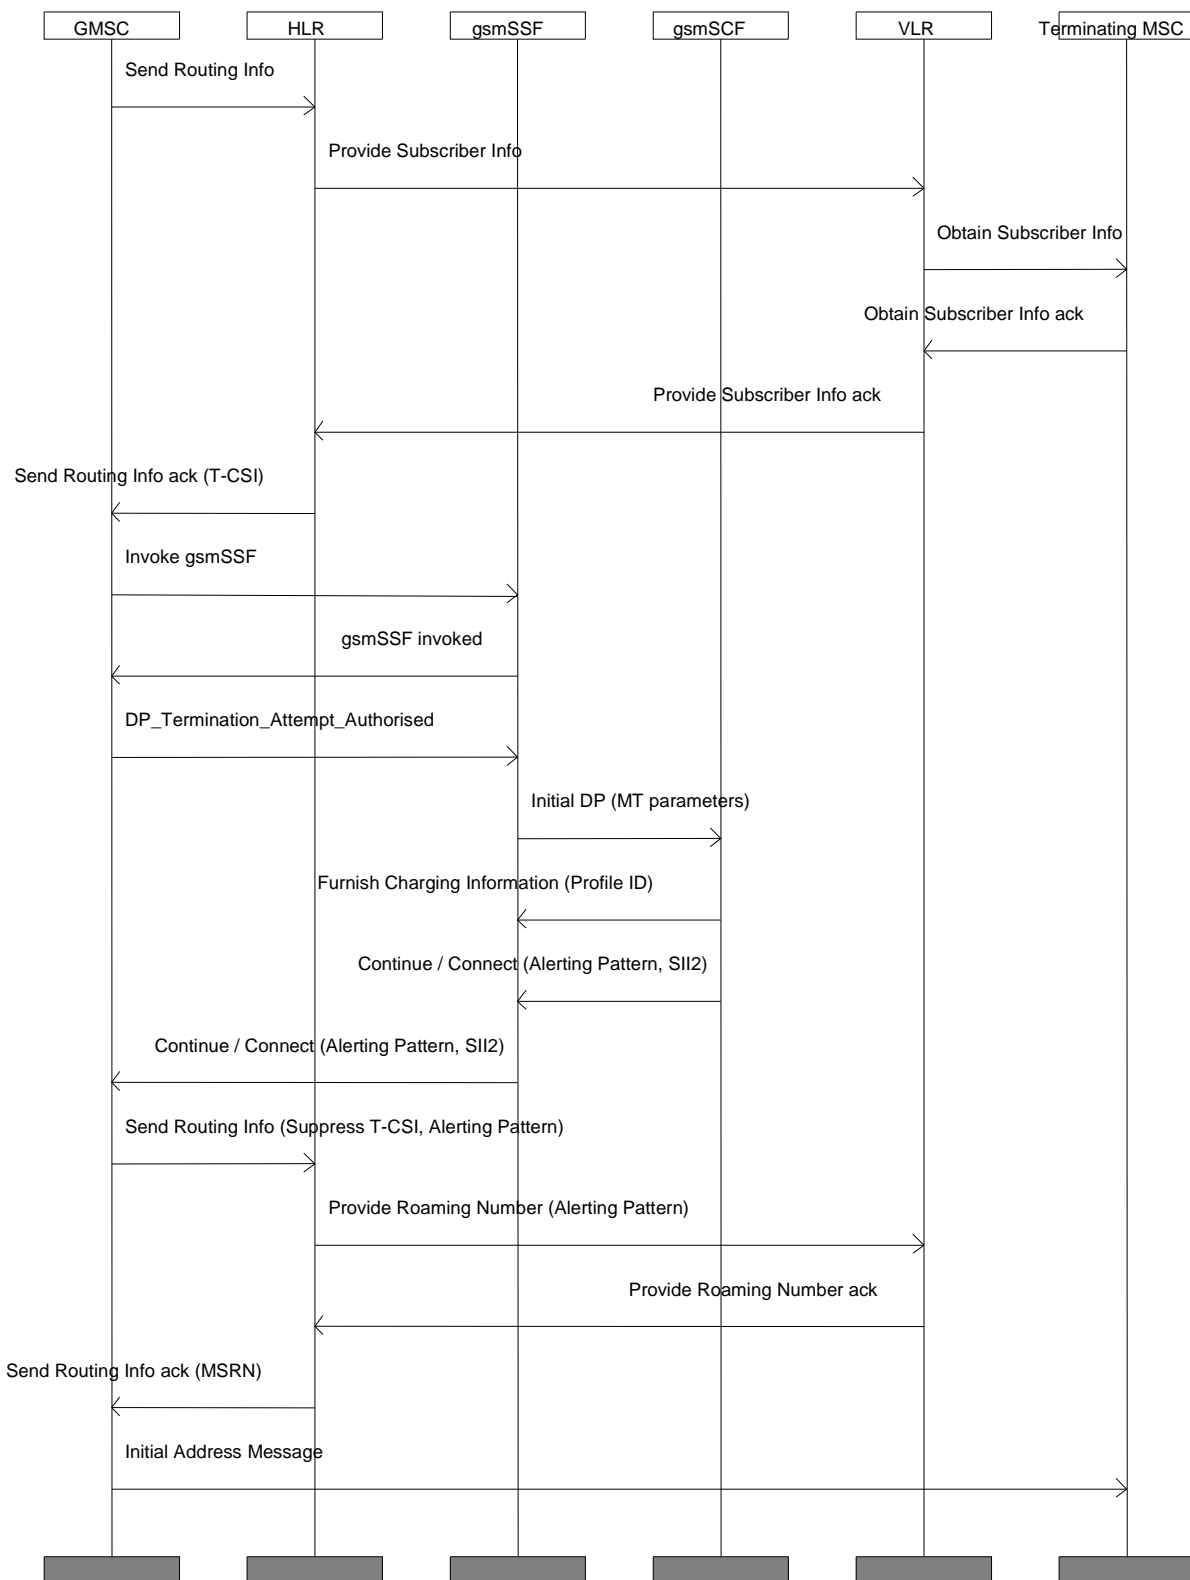 GMSC
HLR
gsmSSF
gsmSCF
VLR
Terminating MSC
Send Routing Info
Provide Subscriber Info
Obtain Subscriber Info
Obtain Subscriber Info ack
Provide Subscriber Info ack
Send Routing Info ack (T-CSI)
Invoke gsmSSF
gsmSSF invoked
DP_Termination_Attempt_Authorised
Initial DP (MT parameters)
Furnish Charging Information (Profile ID)
Continue / Connect (Alerting Pattern, SII2)
Continue / Connect (Alerting Pattern, SII2)
Send Routing Info (Suppress T-CSI, Alerting Pattern)
Provide Roaming Number (Alerting Pattern)
Provide Roaming Number ack
Send Routing Info ack (MSRN)
Initial Address Message